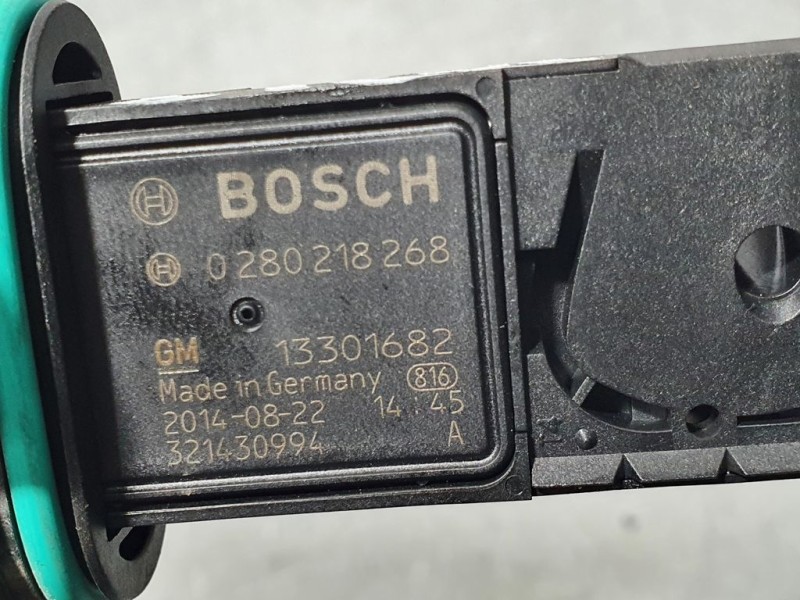 BOSCH
0 280 218 268
GM 13301682
Made in Germany 816
2014-08-22 14:45
321430994 A